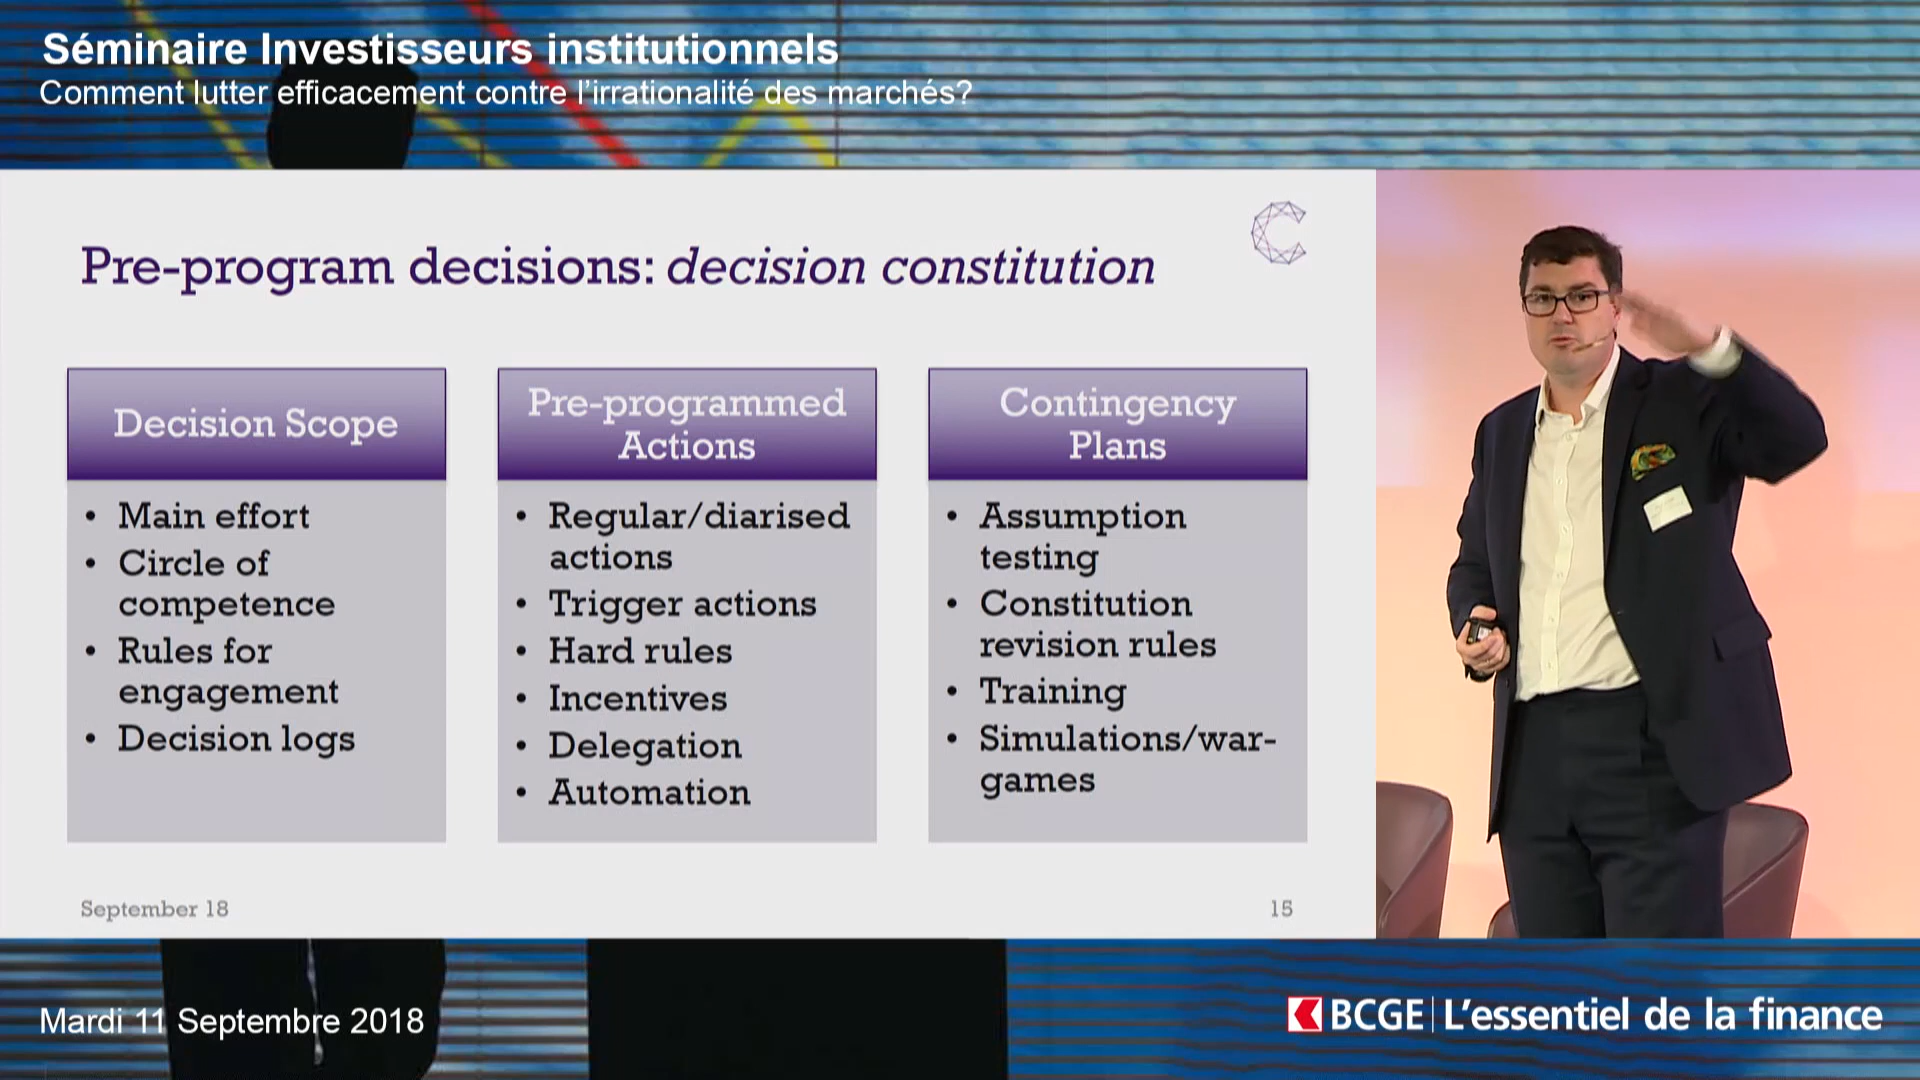 Séminaire Investisseurs institutionnels
Comment lutter efficacement contre l'irrationalité des marchés?
Pre-program decisions: decision constitution
Decision Scope
• Main effort
• Circle of
competence
• Rules for
engagement
• Decision logs
Pre-programmed
Actions
• Regular/diarised
actions
• Trigger actions
• Hard rules
• Incentives
• Delegation
• Automation
Contingency
Plans
• Assumption
testing
• Constitution
revision rules
• Training
• Simulations/war-
games
September 18
15
Mardi 11 Septembre 2018
BCGE | L'essentiel de la finance